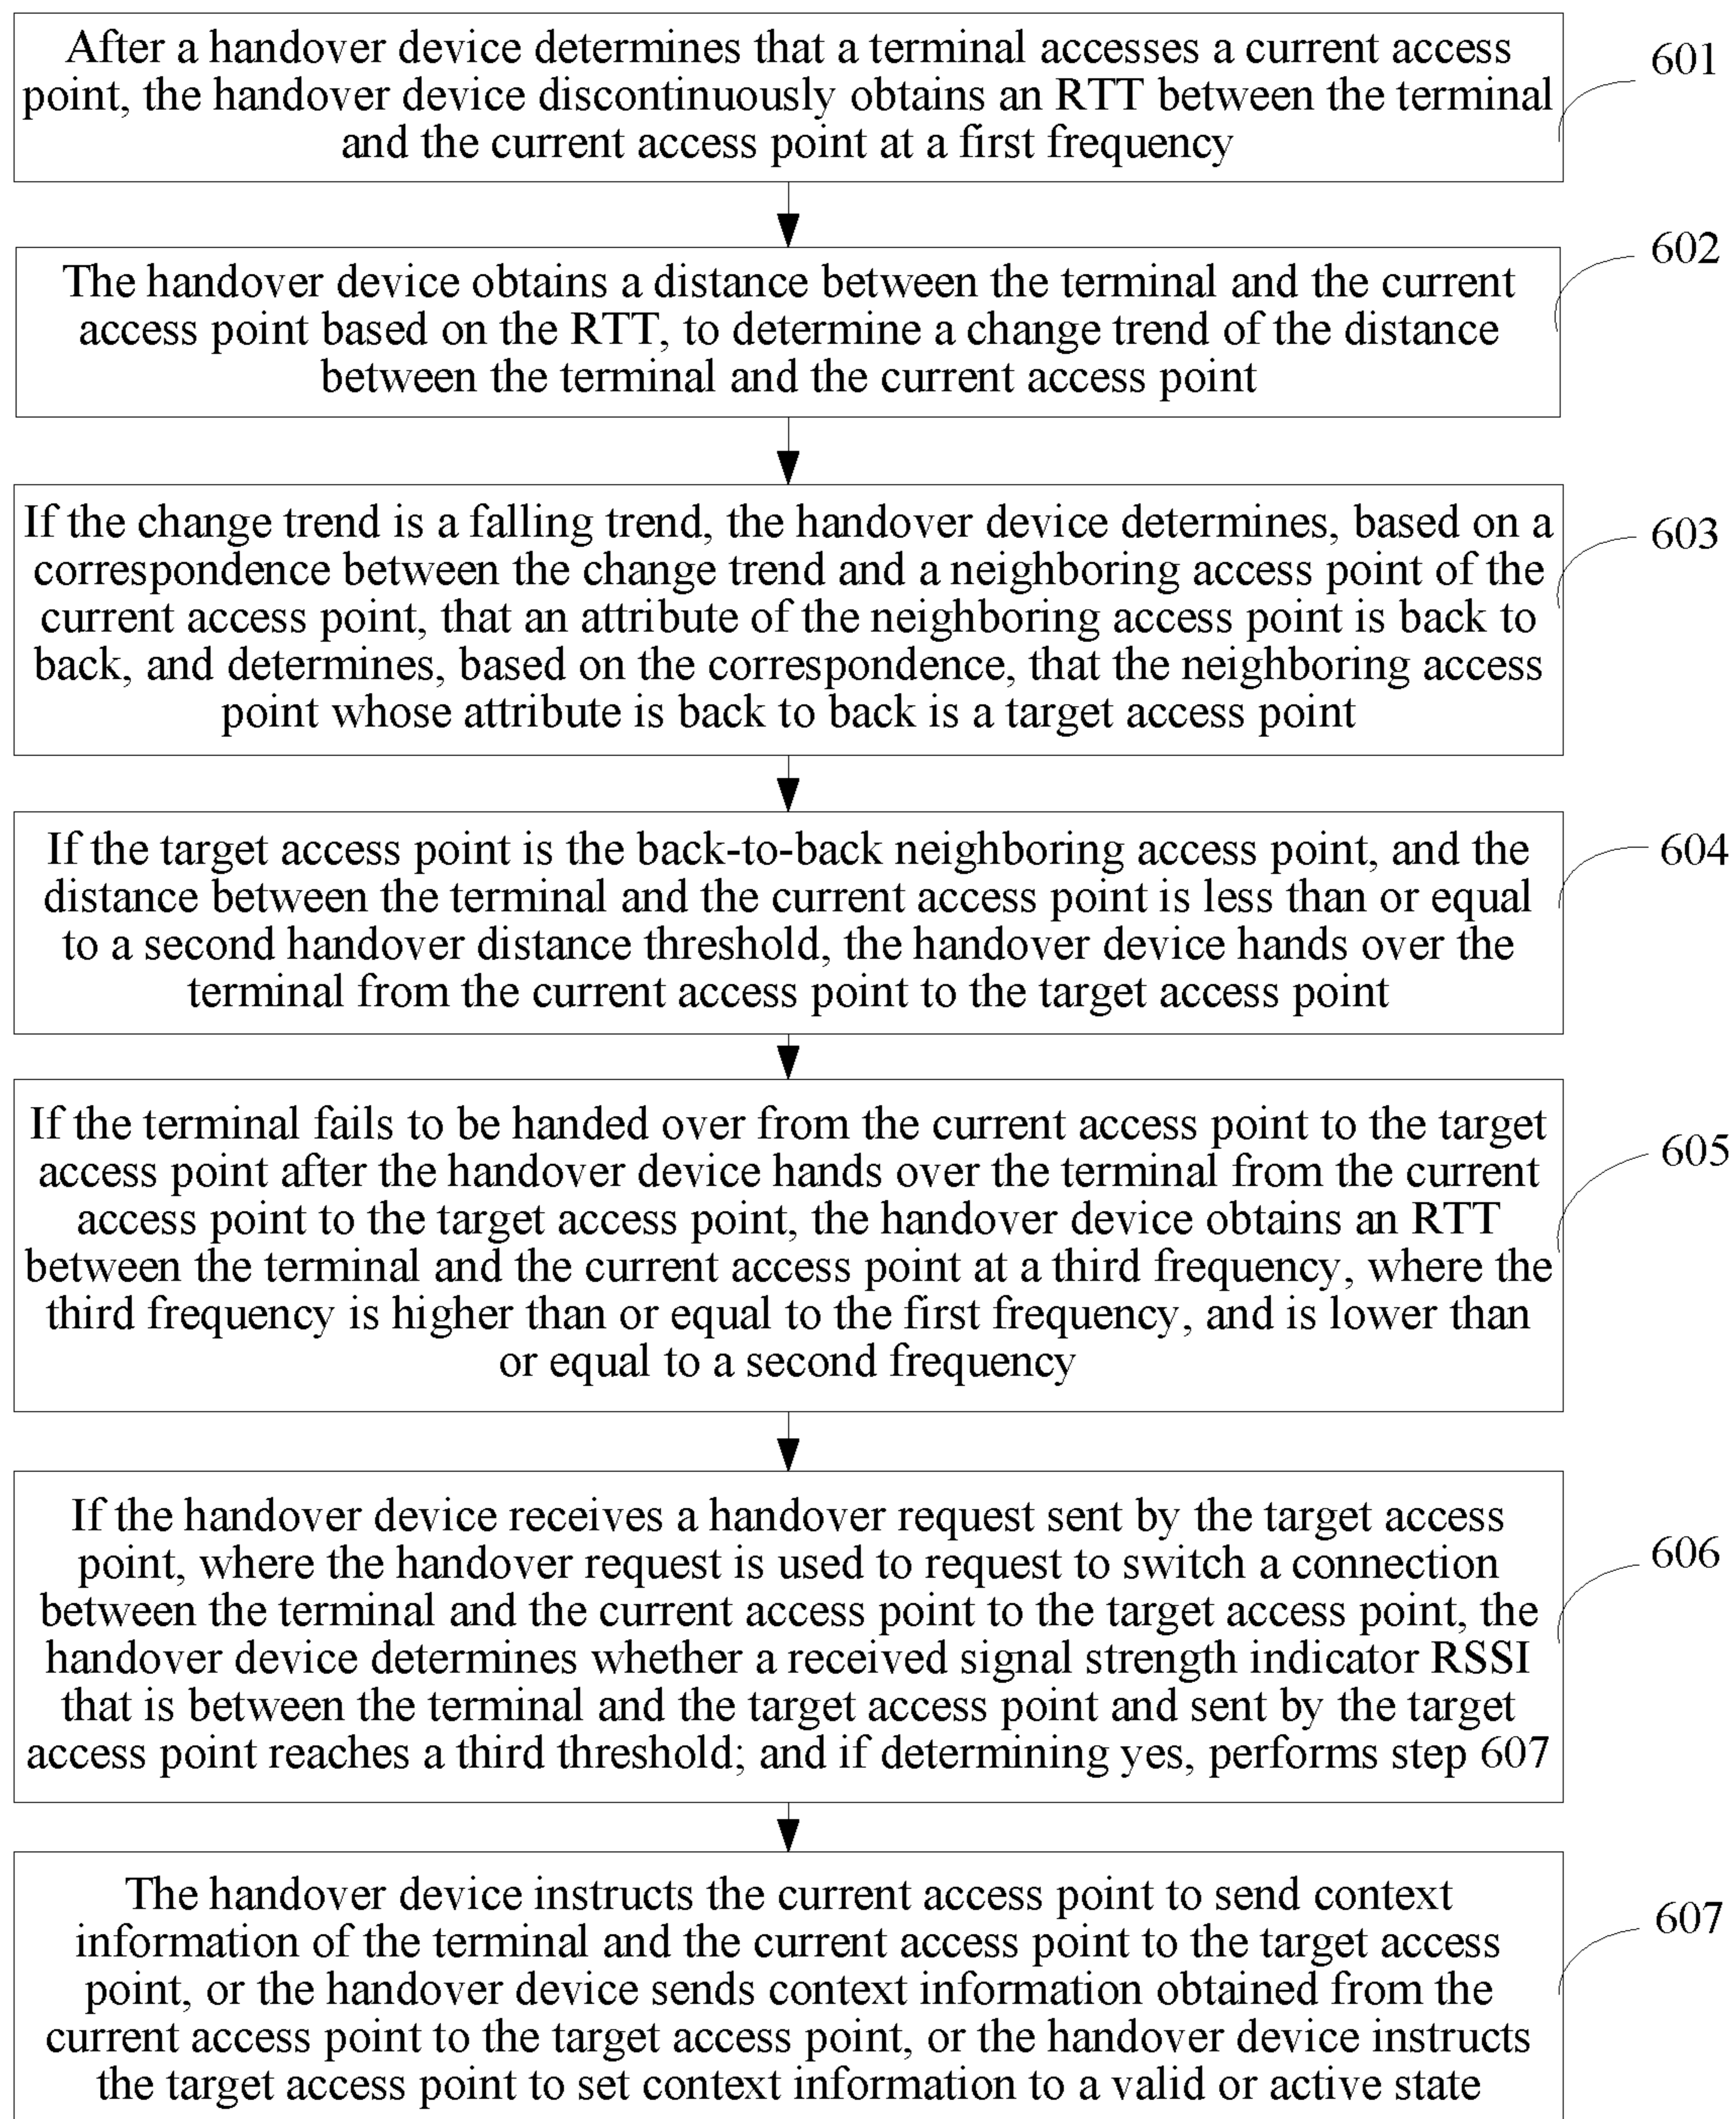 After a handover device determines that a terminal accesses a current access
point, the handover device discontinuously obtains an RTT between the terminal
and the current access point at a first frequency
601
The handover device obtains a distance between the terminal and the current
access point based on the RTT, to determine a change trend of the distance
between the terminal and the current access point
602
If the change trend is a falling trend, the handover device determines, based on a
correspondence between the change trend and a neighboring access point of the
current access point, that an attribute of the neighboring access point is back to
back, and determines, based on the correspondence, that the neighboring access
point whose attribute is back to back is a target access point
603
If the target access point is the back-to-back neighboring access point, and the
distance between the terminal and the current access point is less than or equal
to a second handover distance threshold, the handover device hands over the
terminal from the current access point to the target access point
604
If the terminal fails to be handed over from the current access point to the target
access point after the handover device hands over the terminal from the current
access point to the target access point, the handover device obtains an RTT
between the terminal and the current access point at a third frequency, where the
third frequency is higher than or equal to the first frequency, and is lower than
or equal to a second frequency
605
If the handover device receives a handover request sent by the target access
point, where the handover request is used to request to switch a connection
between the terminal and the current access point to the target access point, the
handover device determines whether a received signal strength indicator RSSI
that is between the terminal and the target access point and sent by the target
access point reaches a third threshold; and if determining yes, performs step 607
606
The handover device instructs the current access point to send context
information of the terminal and the current access point to the target access
point, or the handover device sends context information obtained from the
current access point to the target access point, or the handover device instructs
the target access point to set context information to a valid or active state
607